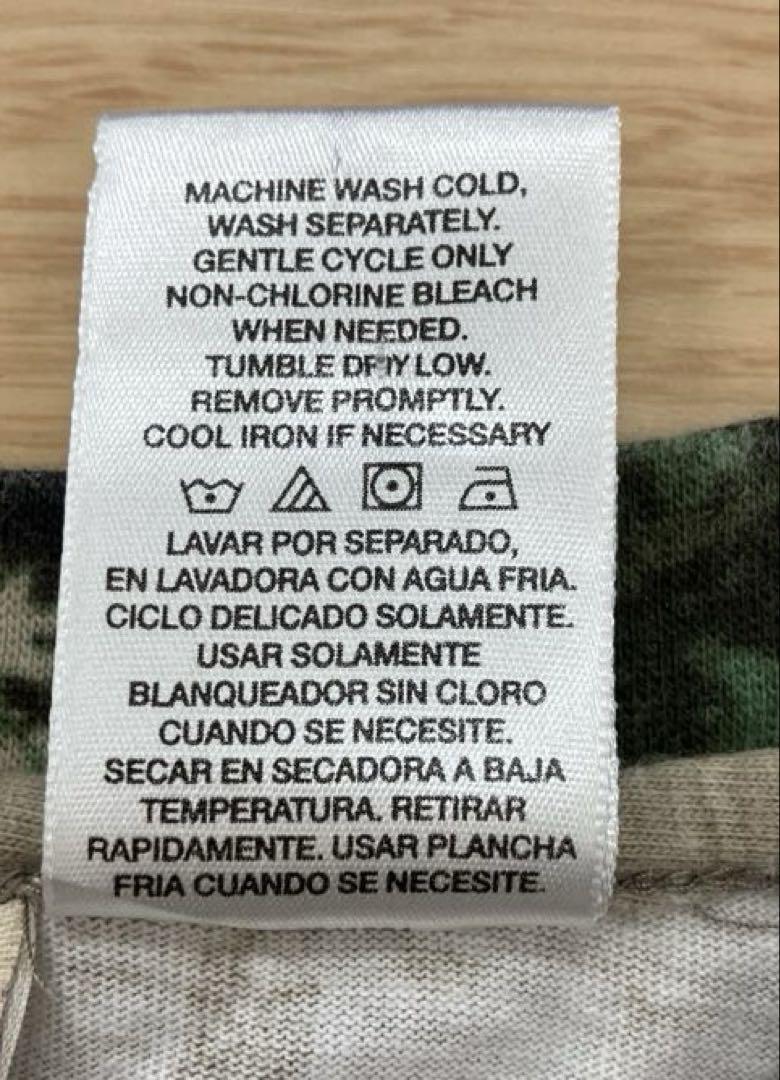 MACHINE WASH COLD,
WASH SEPARATELY.
GENTLE CYCLE ONLY
NON-CHLORINE BLEACH
WHEN NEEDED.
TUMBLE DRY LOW.
REMOVE PROMPTLY.
COOL IRON IF NECESSARY
LAVAR POR SEPARADO,
EN LAVADORA CON AGUA FRIA.
CICLO DELICADO SOLAMENTE.
USAR SOLAMENTE
BLANQUEADOR SIN CLORO
CUANDO SE NECESITE.
SECAR EN SECADORA A BAJA
TEMPERATURA. RETIRAR
RAPIDAMENTE. USAR PLANCHA
FRIA CUANDO SE NECESITE.